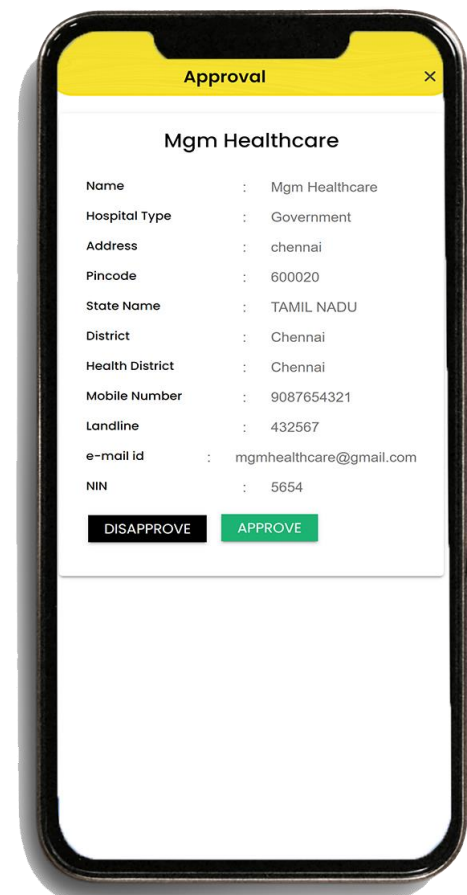 Approval ×
Mgm Healthcare
Name : Mgm Healthcare
Hospital Type : Government
Address : chennai
Pincode : 600020
State Name : TAMIL NADU
District : Chennai
Health District : Chennai
Mobile Number : 9087654321
Landline : 432567
e-mail id : mgmhealthcare@gmail.com
NIN : 5654
DISAPPROVE APPROVE